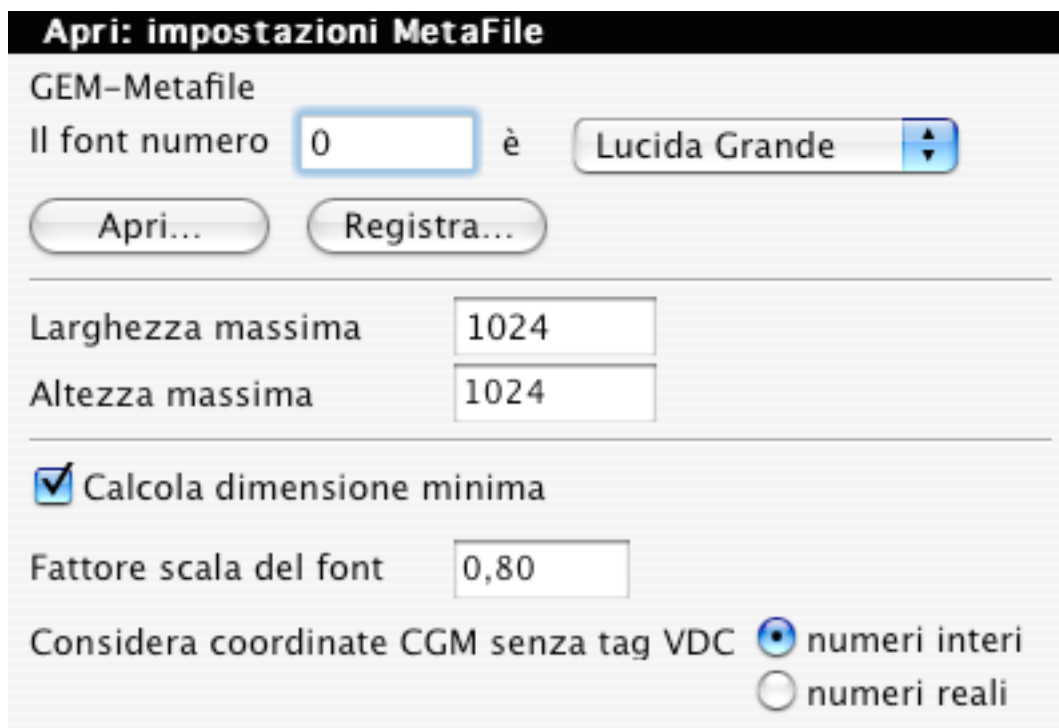 Apri: impostazioni MetaFile
GEM-Metafile
Il font numero 0 è Lucida Grande
Apri... Registra...
Larghezza massima 1024
Altezza massima 1024
Calcola dimensione minima
Fattore scala del font 0,80
Considera coordinate CGM senza tag VDC numeri interi
numeri reali